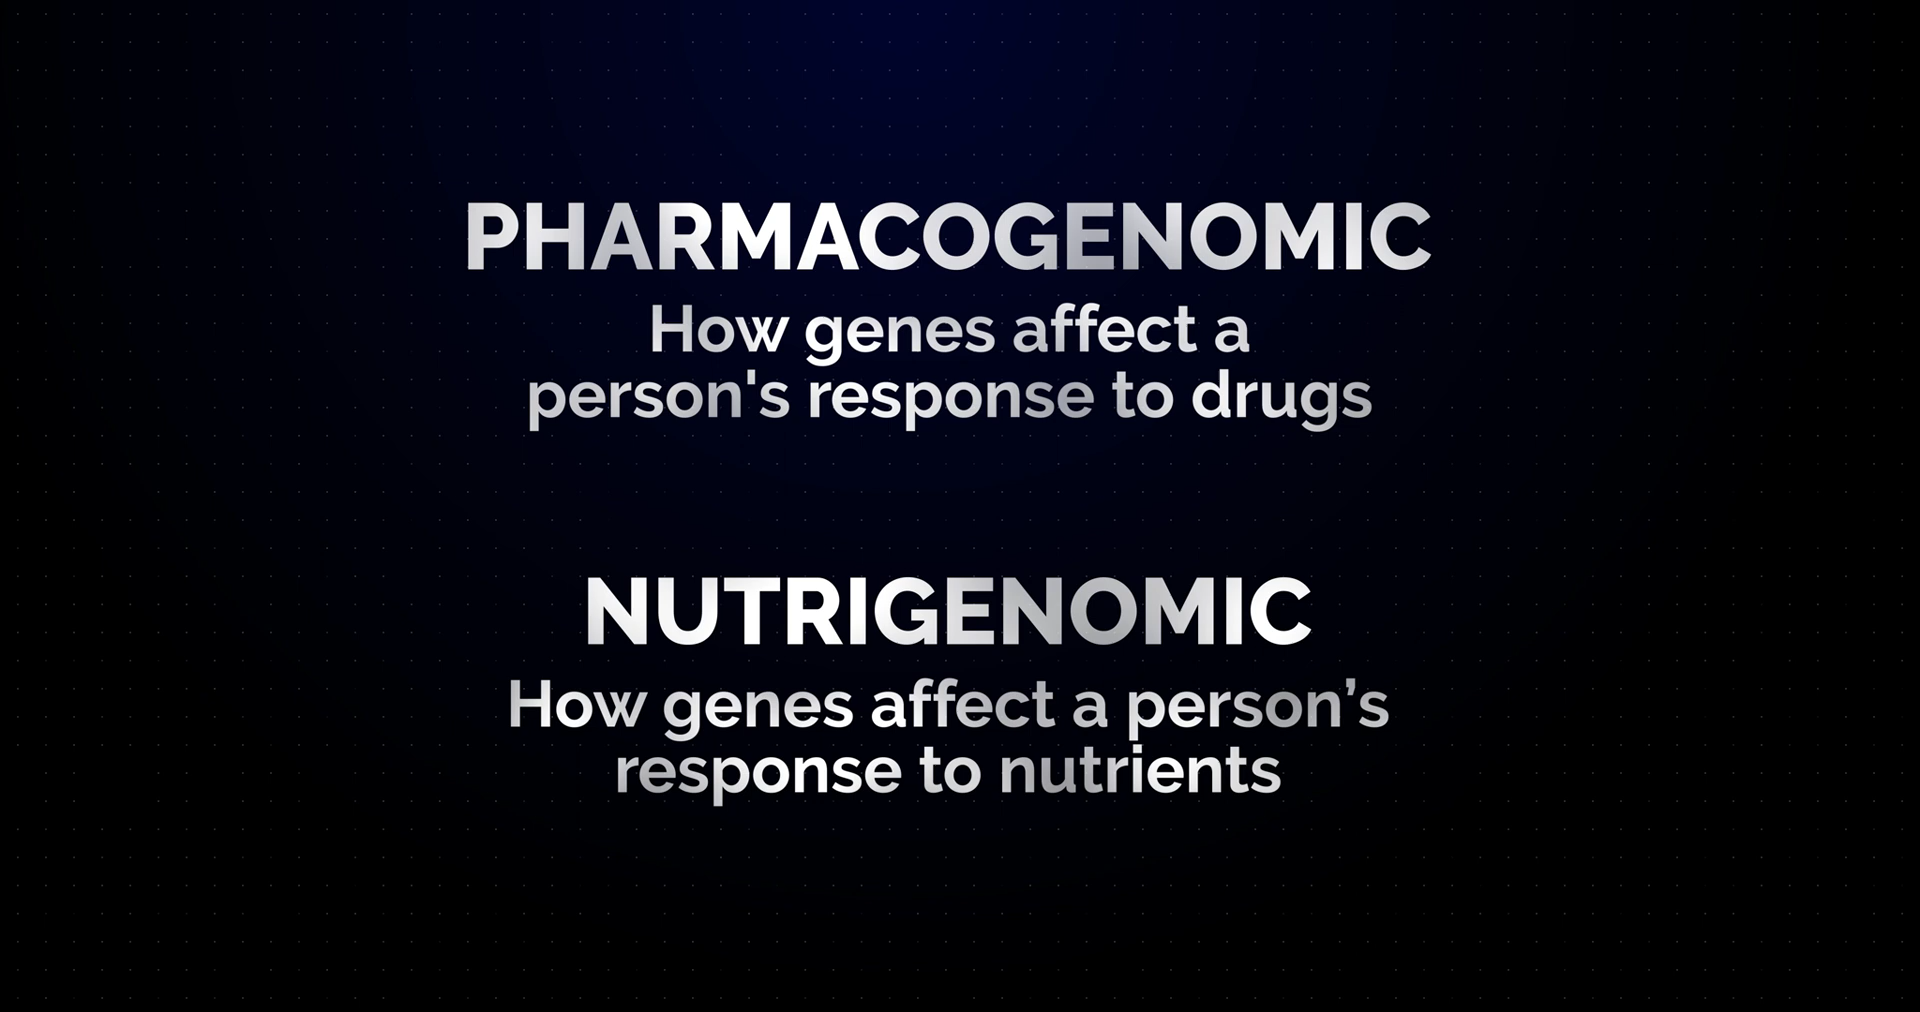 PHARMACOGENOMIC
How genes affect a
person's response to drugs
NUTRIGENOMIC
How genes affect a person’s
response to nutrients